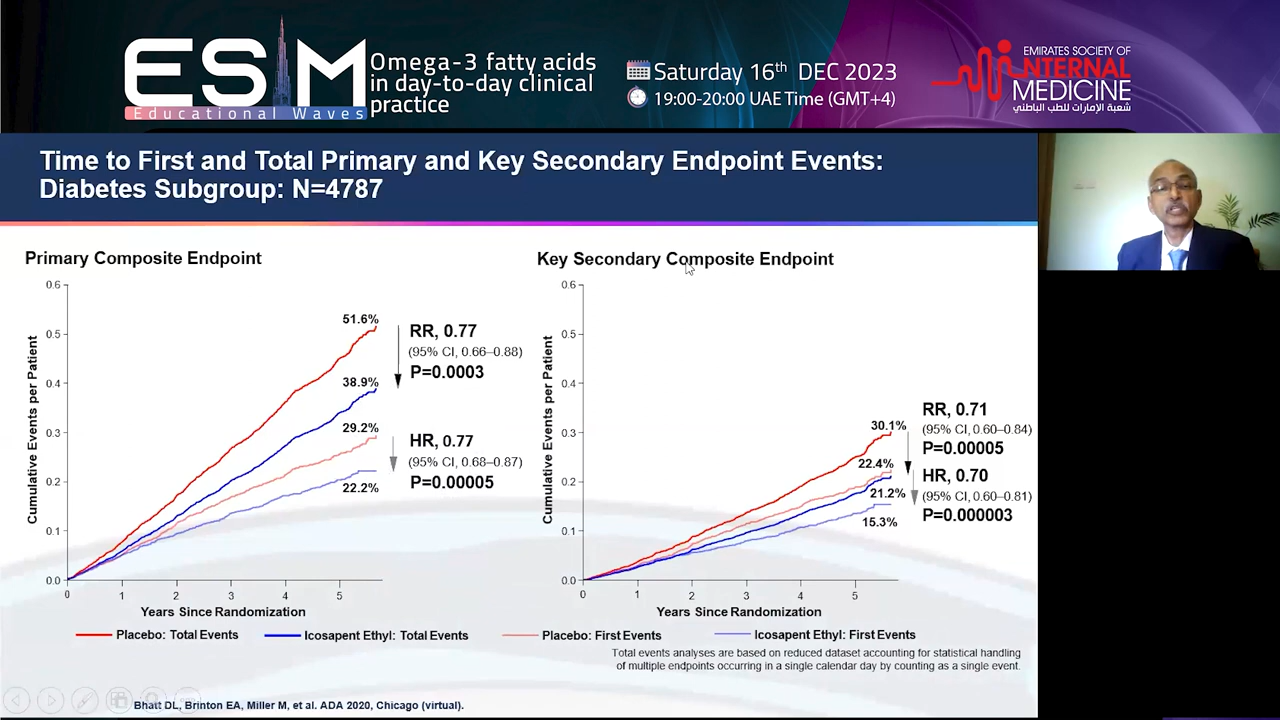 ESIM
Educational Waves
Omega-3 fatty acids
in day-to-day clinical
practice
Saturday 16th DEC 2023
19:00-20:00 UAE Time (GMT+4)
EMIRATES SOCIETY OF
INTERNAL
MEDICINE
شعبة الإمارات للطب الباطني
Time to First and Total Primary and Key Secondary Endpoint Events:
Diabetes Subgroup: N=4787
Primary Composite Endpoint
Cumulative Events per Patient
0.6
0.5
0.4
0.3
0.2
0.1
0.0
0 1 2 3 4 5
Years Since Randomization
51.6%
38.9%
29.2%
22.2%
RR, 0.77
(95% CI, 0.66–0.88)
P=0.0003
HR, 0.77
(95% CI, 0.68–0.87)
P=0.00005
Key Secondary Composite Endpoint
Cumulative Events per Patient
0.6
0.5
0.4
0.3
0.2
0.1
0.0
0 1 2 3 4 5
Years Since Randomization
30.1%
22.4%
21.2%
15.3%
RR, 0.71
(95% CI, 0.60–0.84)
P=0.00005
HR, 0.70
(95% CI, 0.60–0.81)
P=0.000003
Placebo: Total Events
Icosapent Ethyl: Total Events
Placebo: First Events
Icosapent Ethyl: First Events
Total events analyses are based on reduced dataset accounting for statistical handling
of multiple endpoints occurring in a single calendar day by counting as a single event.
Bhatt DL, Brinton EA, Miller M, et al. ADA 2020, Chicago (virtual).